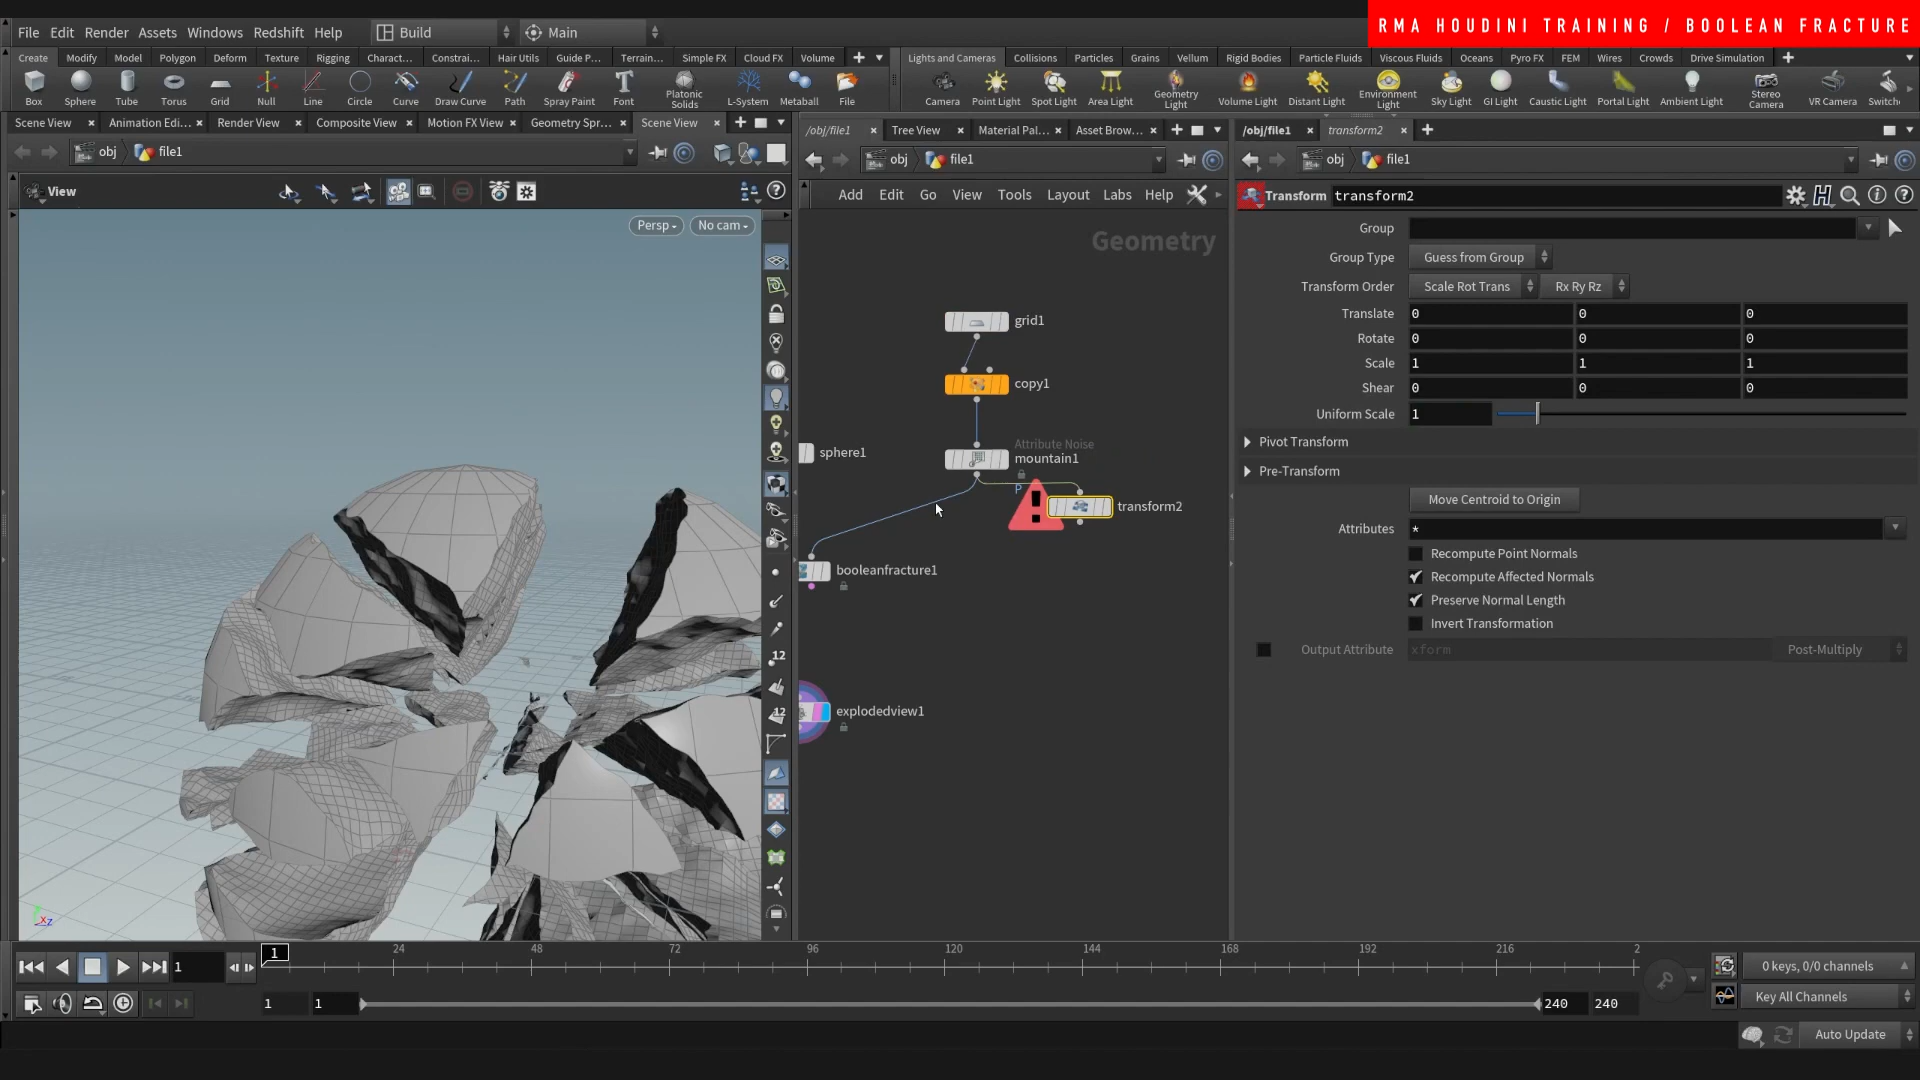 RMA HOUDINI TRAINING / BOOLEAN FRACTURE
File Edit Render Assets Windows Redshift Help Build Main
Create Modify Model Polygon Deform Texture Rigging Charact... Constrai... Hair Utils Guide P... Terrain... Simple FX Cloud FX Volume
Lights and Cameras Collisions Particles Grains Vellum Rigid Bodies Particle Fluids Viscous Fluids Oceans Pyro FX FEM Wires Crowds Drive Simulation
Box Sphere Tube Torus Grid Null Line Circle Curve Draw Curve Path Spray Paint Font Platonic Solids L-System Metaball File
Camera Point Light Spot Light Area Light Geometry Light Volume Light Distant Light Environment Light Sky Light GI Light Caustic Light Portal Light Ambient Light Stereo Camera VR Camera Switch
Scene View Animation Edi... Render View Composite View Motion FX View Geometry Spr... Scene View
/obj/file1 Tree View Material Pal... Asset Brow...
/obj/file1 transform2
obj file1
obj file1
obj file1
View
Add Edit Go View Tools Layout Labs Help
Transform transform2
Persp No cam
Geometry
grid1
copy1
sphere1
Attribute Noise
mountain1
P
transform2
booleanfracture1
explodedview1
12
12
Group
Group Type Guess from Group
Transform Order Scale Rot Trans Rx Ry Rz
Translate 0 0 0
Rotate 0 0 0
Scale 1 1 1
Shear 0 0 0
Uniform Scale 1
Pivot Transform
Pre-Transform
Move Centroid to Origin
Attributes *
Recompute Point Normals
Recompute Affected Normals
Preserve Normal Length
Invert Transformation
Output Attribute xform Post-Multiply
X Z
1 1 24 48 72 96 120 144 168 192 216 2
0 keys, 0/0 channels
1 1 240 240
Key All Channels
Auto Update